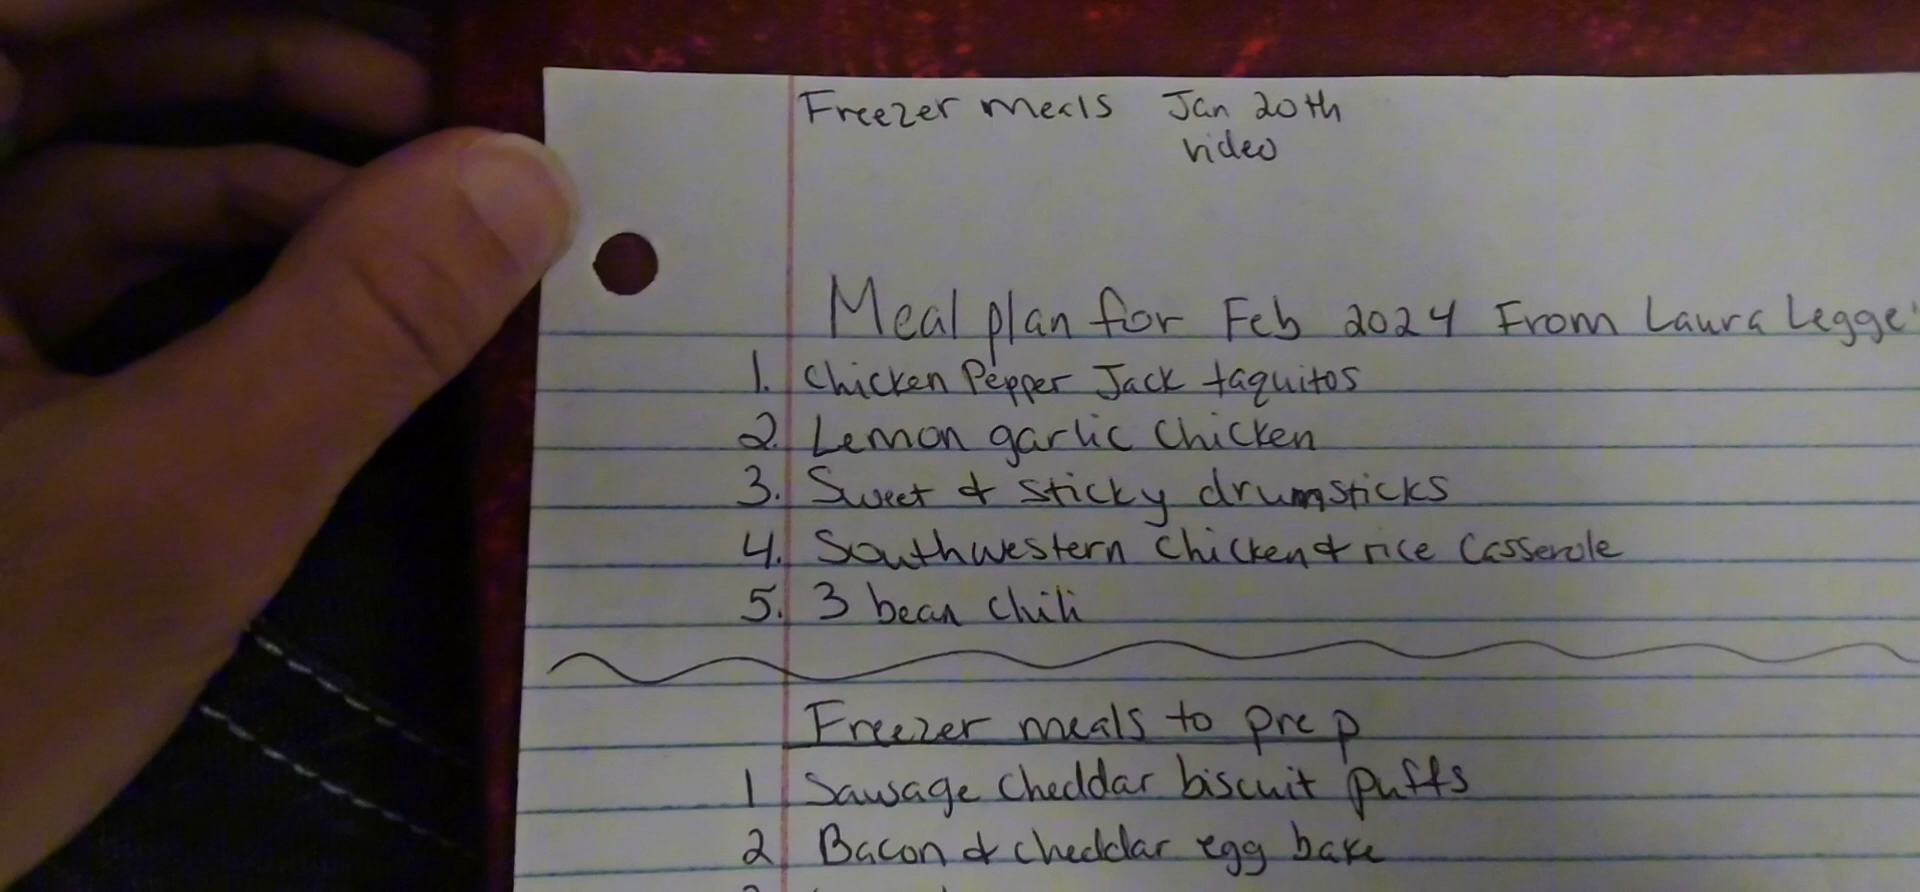 Freezer meals Jan 20th
video
Meal plan for Feb 2024 From Laura Legge'
1. Chicken Pepper Jack taquitos
2. Lemon garlic Chicken
3. Sweet & sticky drumsticks
4. Southwestern chicken & rice Casserole
5. 3 bean chili
Freezer meals to prep
1 Sausage cheddar biscuit puffs
2 Bacon & cheddar egg bake